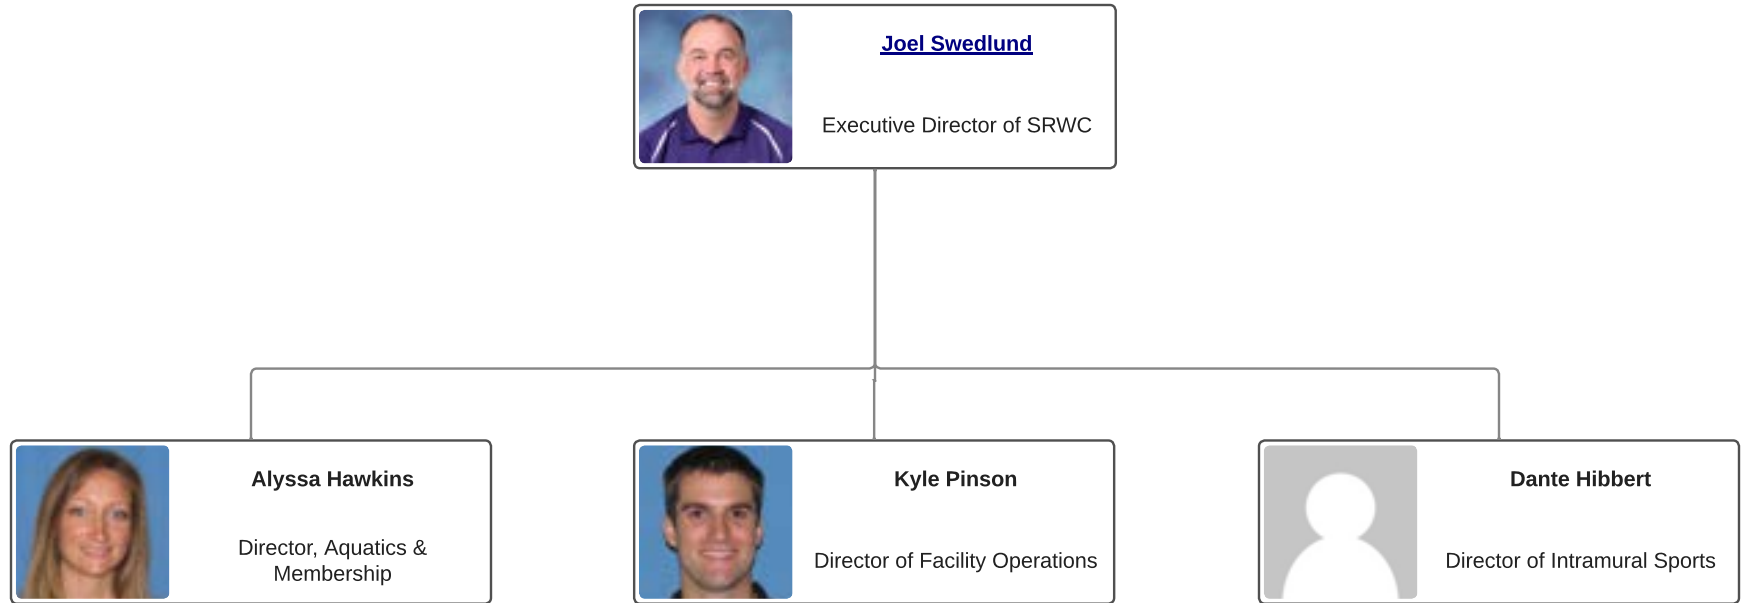 Joel Swedlund
Executive Director of SRWC
Alyssa Hawkins
Director, Aquatics &
Membership
Kyle Pinson
Director of Facility Operations
Dante Hibbert
Director of Intramural Sports